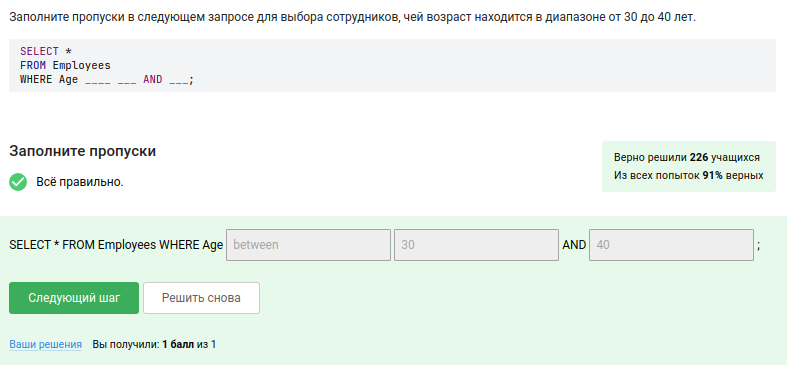 Заполните пропуски в следующем запросе для выбора сотрудников, чей возраст находится в диапазоне от 30 до 40 лет.
SELECT *
FROM Employees
WHERE Age ____ ___ AND ___;
Заполните пропуски
Верно решили 226 учащихся
Из всех попыток 91% верных
Всё правильно.
SELECT * FROM Employees WHERE Age between 30 AND 40 ;
Следующий шаг Решить снова
Ваши решения Вы получили: 1 балл из 1